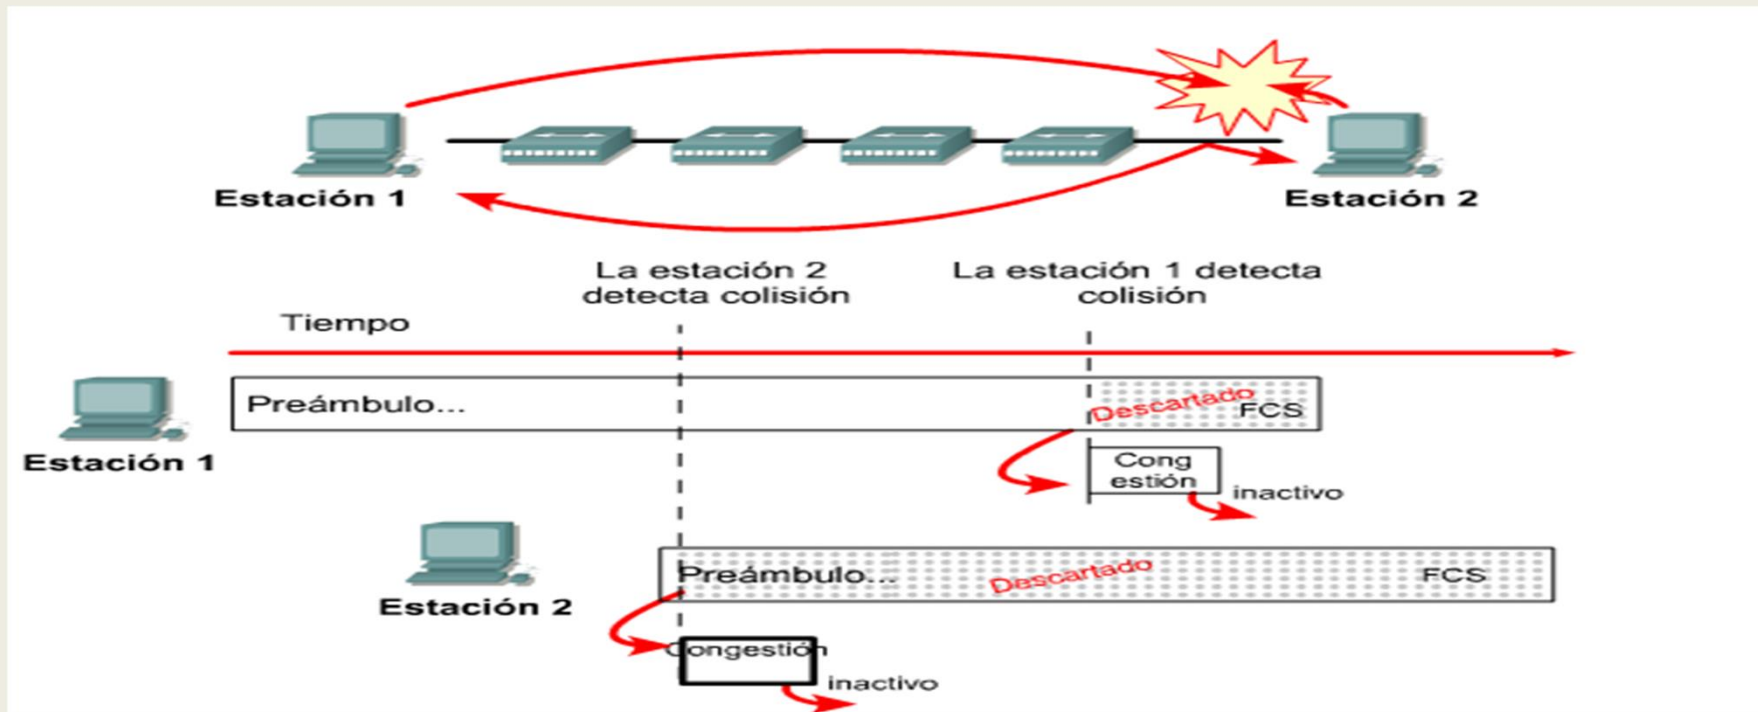 Estación 1
Estación 2
La estación 2
detecta colisión
La estación 1 detecta
colisión
Tiempo
Preámbulo...
Descartado
FCS
Estación 1
Cong
estión
inactivo
Preámbulo...
Descartado
FCS
Estación 2
Congestión
inactivo